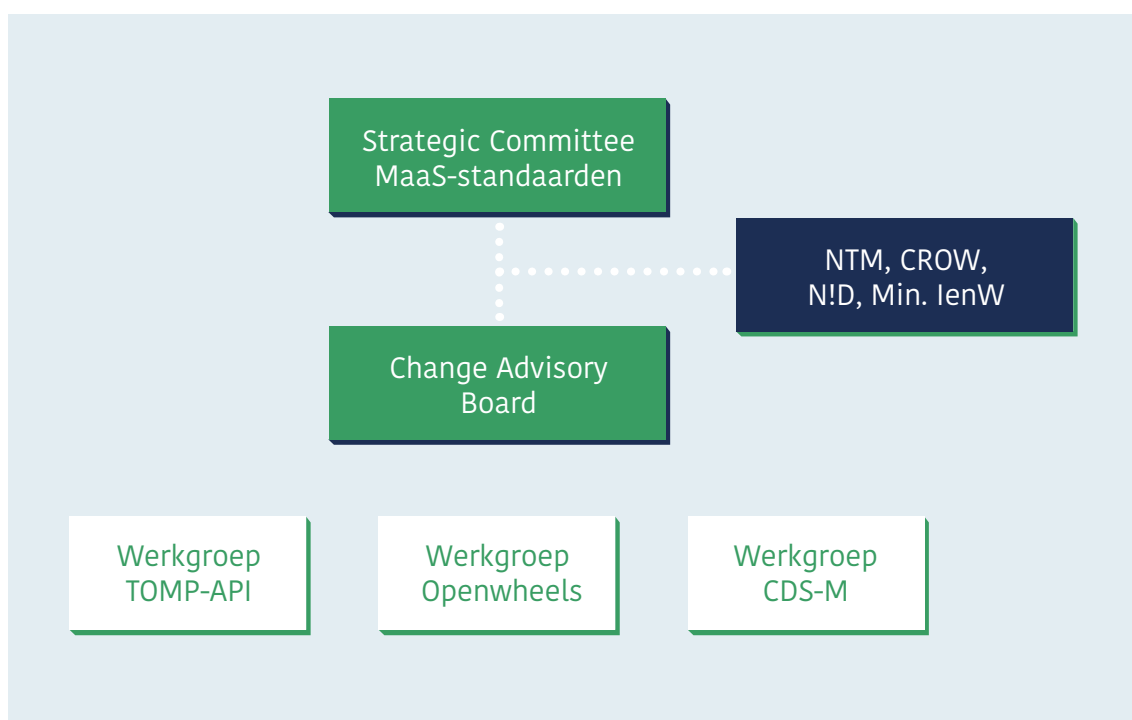 Strategic Committee
MaaS-standaarden
NTM, CROW,
N!D, Min. IenW
Change Advisory
Board
Werkgroep
TOMP-API
Werkgroep
Openwheels
Werkgroep
CDS-M